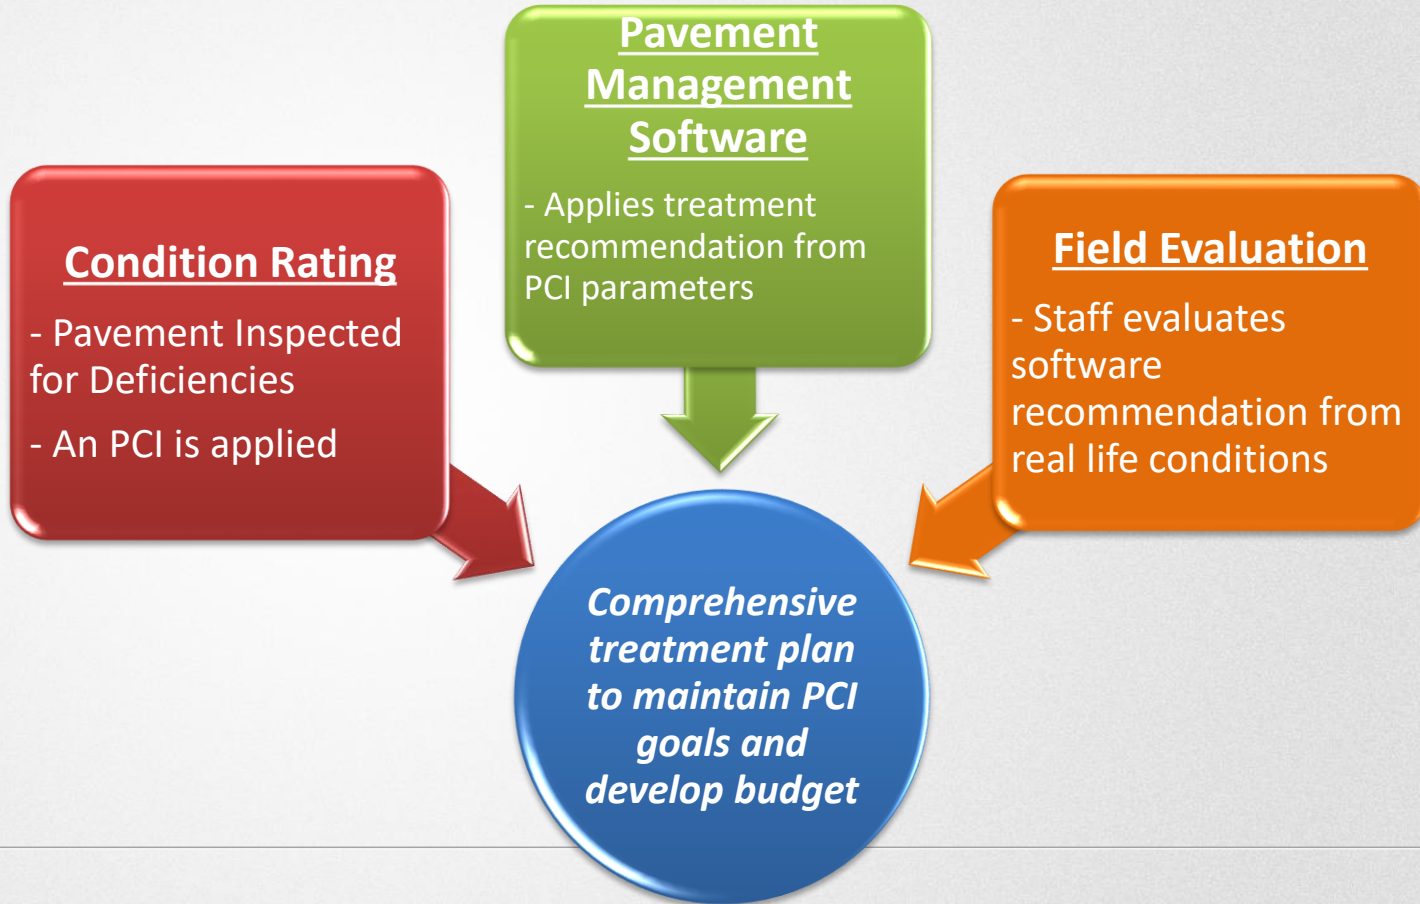 Condition Rating
- Pavement Inspected
for Deficiencies
- An PCI is applied
Pavement
Management
Software
- Applies treatment
recommendation from
PCI parameters
Field Evaluation
- Staff evaluates
software
recommendation from
real life conditions
Comprehensive
treatment plan
to maintain PCI
goals and
develop budget